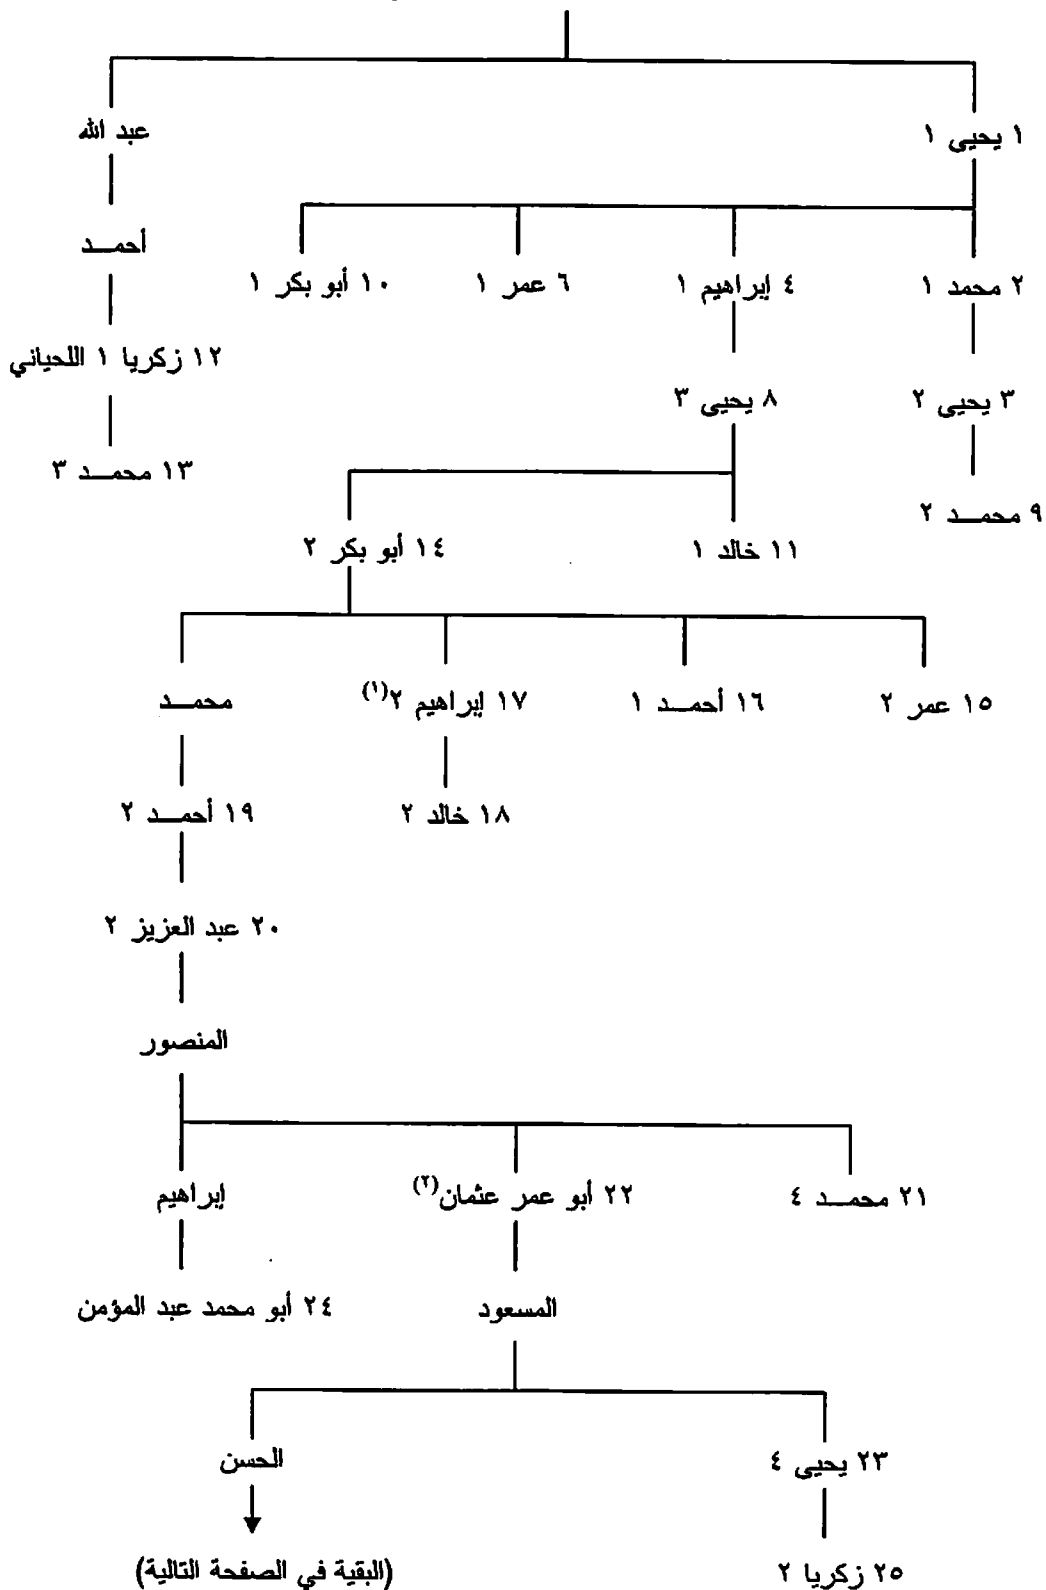 ١ يحيى ١
عبد الله
٢ محمد ١
٤ إبراهيم ١
٦ عمر ١
١٠ أبو بكر ١
أحمـــد
٣ يحيى ٢
٨ يحيى ٣
١٢ زكريا ١ اللحياني
٩ محمـــد ٢
١٣ محمـــد ٣
١١ خالد ١
١٤ أبو بكر ٢
١٥ عمر ٢
١٦ أحمـــد ١
١٧ إبراهيم ٢(١)
محمـــد
١٨ خالد ٢
١٩ أحمـــد ٢
٢٠ عبد العزيز ٢
المنصور
٢١ محمـــد ٤
٢٢ أبو عمر عثمان(٢)
إبراهيم
المسعود
٢٤ أبو محمد عبد المؤمن
٢٣ يحيى ٤
الحسن
٢٥ زكريا ٢
(البقية في الصفحة التالية)